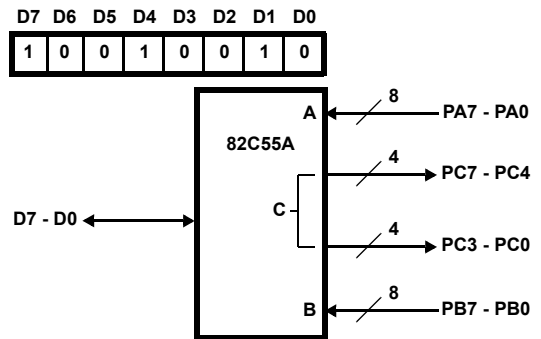 D7 D6 D5 D4 D3 D2 D1 D0
1 0 0 1 0 0 1 0
8
A PA7 - PA0
82C55A
4
PC7 - PC4
C
D7 - D0
4
PC3 - PC0
8
B PB7 - PB0